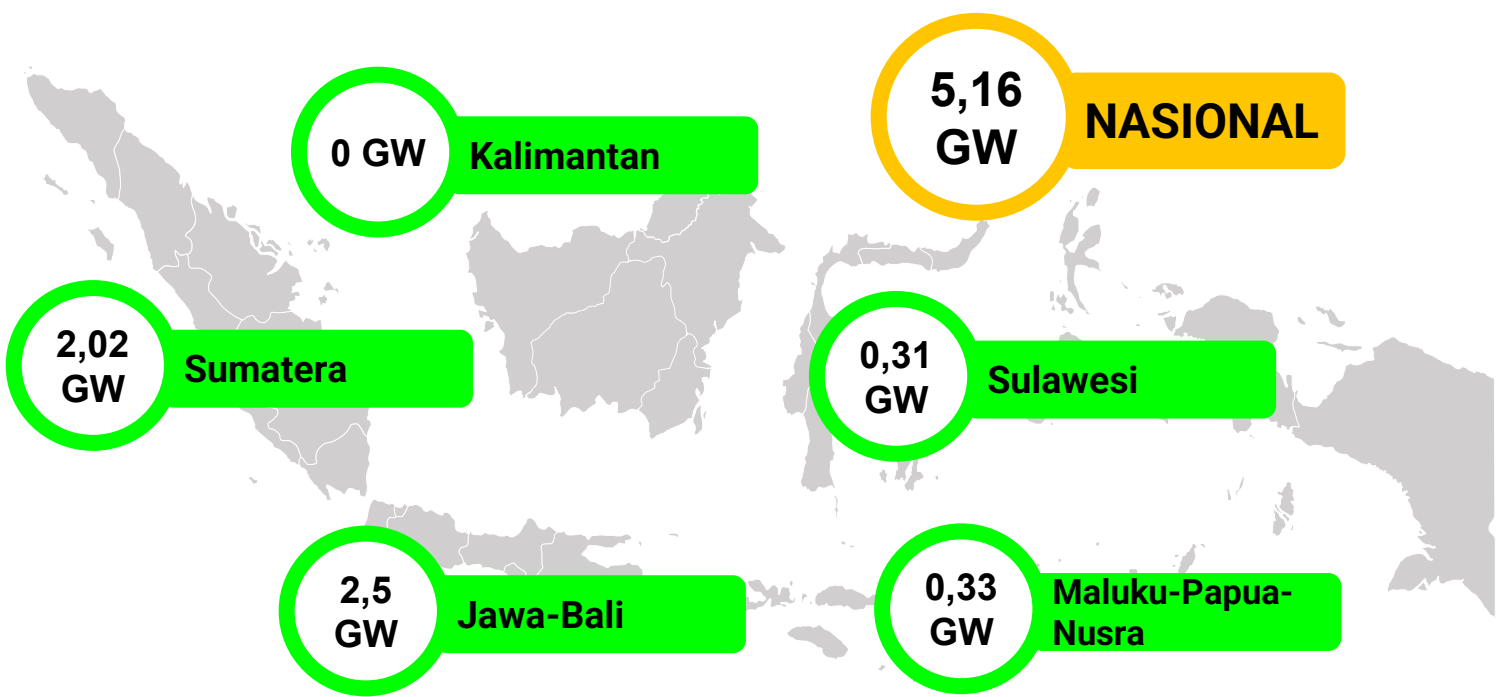 5,16
GW
NASIONAL
0 GW
Kalimantan
2,02
GW
Sumatera
0,31
GW
Sulawesi
2,5
GW
Jawa-Bali
0,33
GW
Maluku-Papua-
Nusra